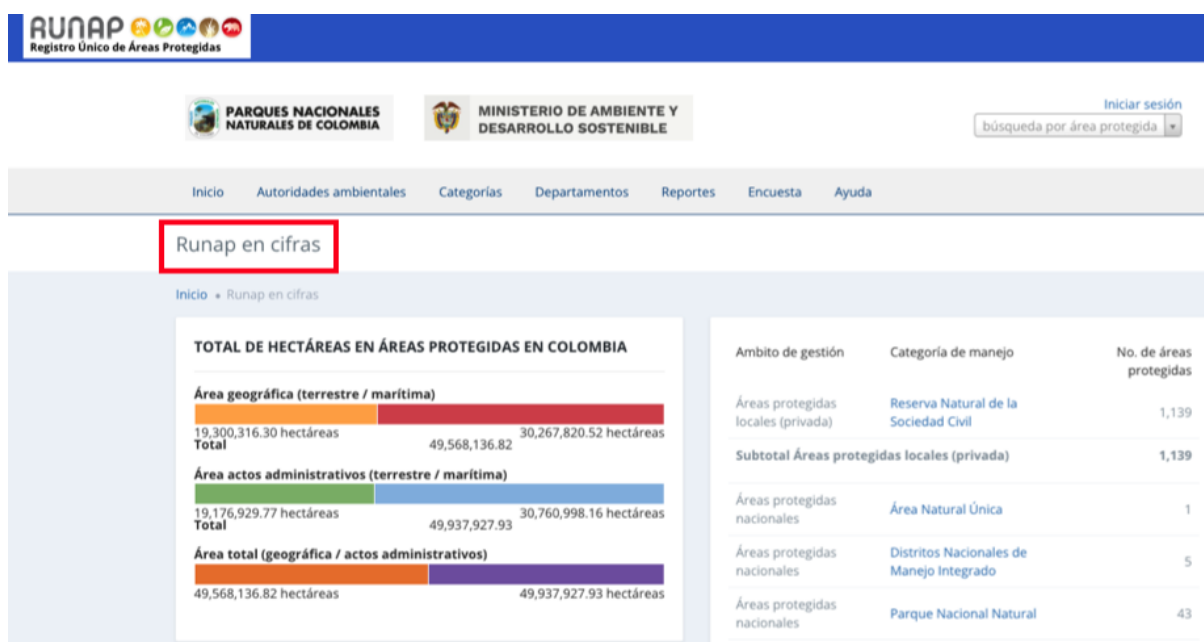 RUNAP
Registro Único de Áreas Protegidas
PARQUES NACIONALES
NATURALES DE COLOMBIA
MINISTERIO DE AMBIENTE Y
DESARROLLO SOSTENIBLE
Iniciar sesión
búsqueda por área protegida
Inicio Autoridades ambientales Categorías Departamentos Reportes Encuesta Ayuda
Runap en cifras
Inicio • Runap en cifras
TOTAL DE HECTÁREAS EN ÁREAS PROTEGIDAS EN COLOMBIA
Área geográfica (terrestre / marítima)
19,300,316.30 hectáreas 30,267,820.52 hectáreas
Total 49,568,136.82
Área actos administrativos (terrestre / marítima)
19,176,929.77 hectáreas 30,760,998.16 hectáreas
Total 49,937,927.93
Área total (geográfica / actos administrativos)
49,568,136.82 hectáreas 49,937,927.93 hectáreas
Ambito de gestión Categoría de manejo No. de áreas
protegidas
Áreas protegidas Reserva Natural de la
locales (privada) Sociedad Civil 1,139
Subtotal Áreas protegidas locales (privada) 1,139
Áreas protegidas
nacionales Área Natural Única 1
Áreas protegidas Distritos Nacionales de
nacionales Manejo Integrado 5
Áreas protegidas
nacionales Parque Nacional Natural 43